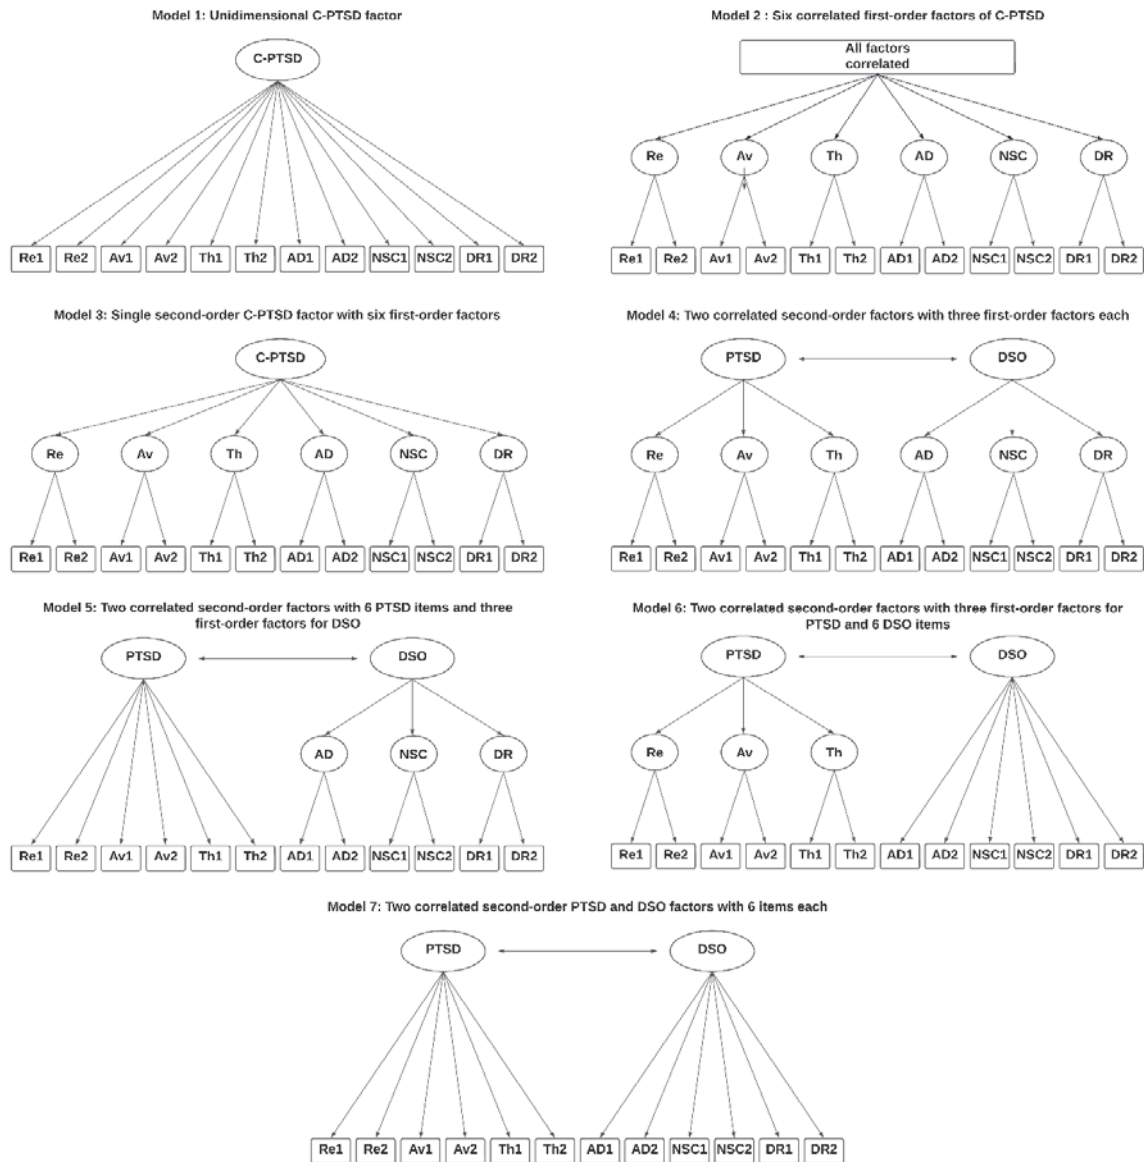 Model 1: Unidimensional C-PTSD factor
C-PTSD
Re1 Re2 Av1 Av2 Th1 Th2 AD1 AD2 NSC1 NSC2 DR1 DR2
Model 2 : Six correlated first-order factors of C-PTSD
All factors
correlated
Re Av Th AD NSC DR
Re1 Re2 Av1 Av2 Th1 Th2 AD1 AD2 NSC1 NSC2 DR1 DR2
Model 3: Single second-order C-PTSD factor with six first-order factors
C-PTSD
Re Av Th AD NSC DR
Re1 Re2 Av1 Av2 Th1 Th2 AD1 AD2 NSC1 NSC2 DR1 DR2
Model 4: Two correlated second-order factors with three first-order factors each
PTSD DSO
Re Av Th AD NSC DR
Re1 Re2 Av1 Av2 Th1 Th2 AD1 AD2 NSC1 NSC2 DR1 DR2
Model 5: Two correlated second-order factors with 6 PTSD items and three
first-order factors for DSO
PTSD DSO
AD NSC DR
Re1 Re2 Av1 Av2 Th1 Th2 AD1 AD2 NSC1 NSC2 DR1 DR2
Model 6: Two correlated second-order factors with three first-order factors for
PTSD and 6 DSO items
PTSD DSO
Re Av Th
Re1 Re2 Av1 Av2 Th1 Th2 AD1 AD2 NSC1 NSC2 DR1 DR2
Model 7: Two correlated second-order PTSD and DSO factors with 6 items each
PTSD DSO
Re1 Re2 Av1 Av2 Th1 Th2 AD1 AD2 NSC1 NSC2 DR1 DR2